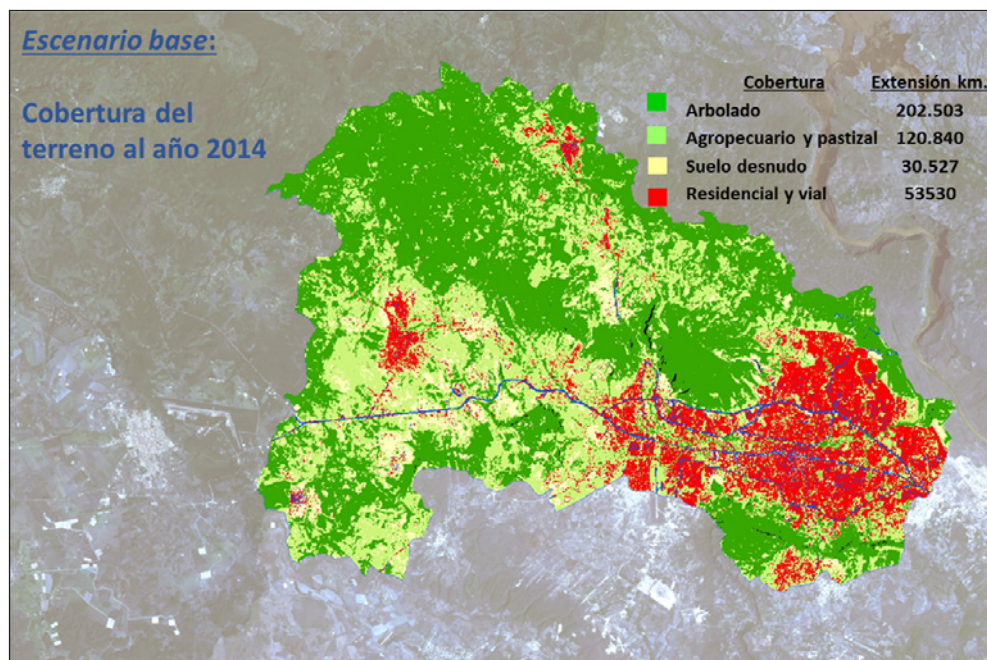 Escenario base:
Cobertura del
terreno al año 2014
Cobertura Extensión km.
Arbolado 202.503
Agropecuario y pastizal 120.840
Suelo desnudo 30.527
Residencial y vial 53530